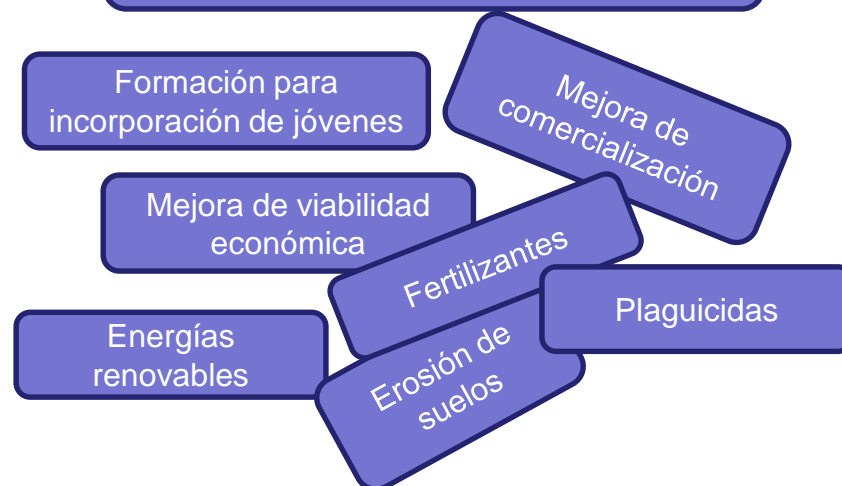 Formación para
incorporación de jóvenes
Mejora de
comercialización
Mejora de viabilidad
económica
Fertilizantes
Plaguicidas
Energías
renovables
Erosión de
suelos